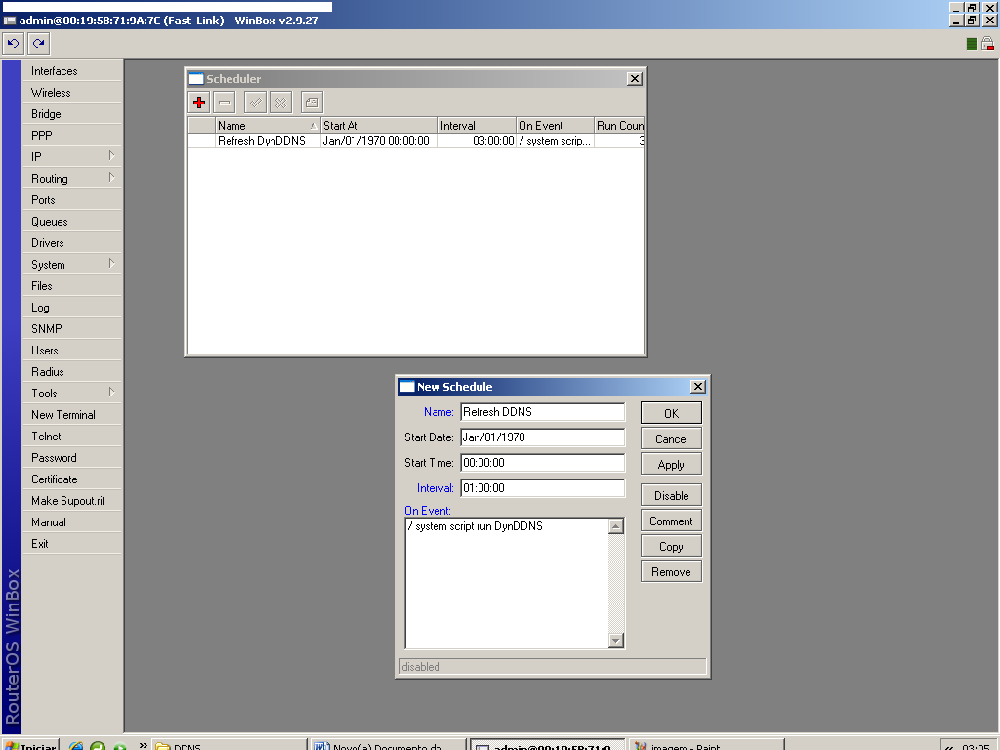 admin@00:19:5B:71:9A:7C (Fast-Link) - WinBox v2.9.27
Interfaces
Wireless
Bridge
PPP
IP
Routing
Ports
Queues
Drivers
System
Files
Log
SNMP
Users
Radius
Tools
New Terminal
Telnet
Password
Certificate
Make Supout.rif
Manual
Exit
RouterOS WinBox
Scheduler
Name Start At Interval On Event Run Coun
Refresh DynDDNS Jan/01/1970 00:00:00 03:00:00 / system scrip... 3
New Schedule
Name: Refresh DDNS
Start Date: Jan/01/1970
Start Time: 00:00:00
Interval: 01:00:00
On Event:
/ system script run DynDDNS
OK
Cancel
Apply
Disable
Comment
Copy
Remove
disabled
Iniciar » DDNS Novo(a) Documento do admin@00:19:5B:71:9 imagem - Paint « 03:05